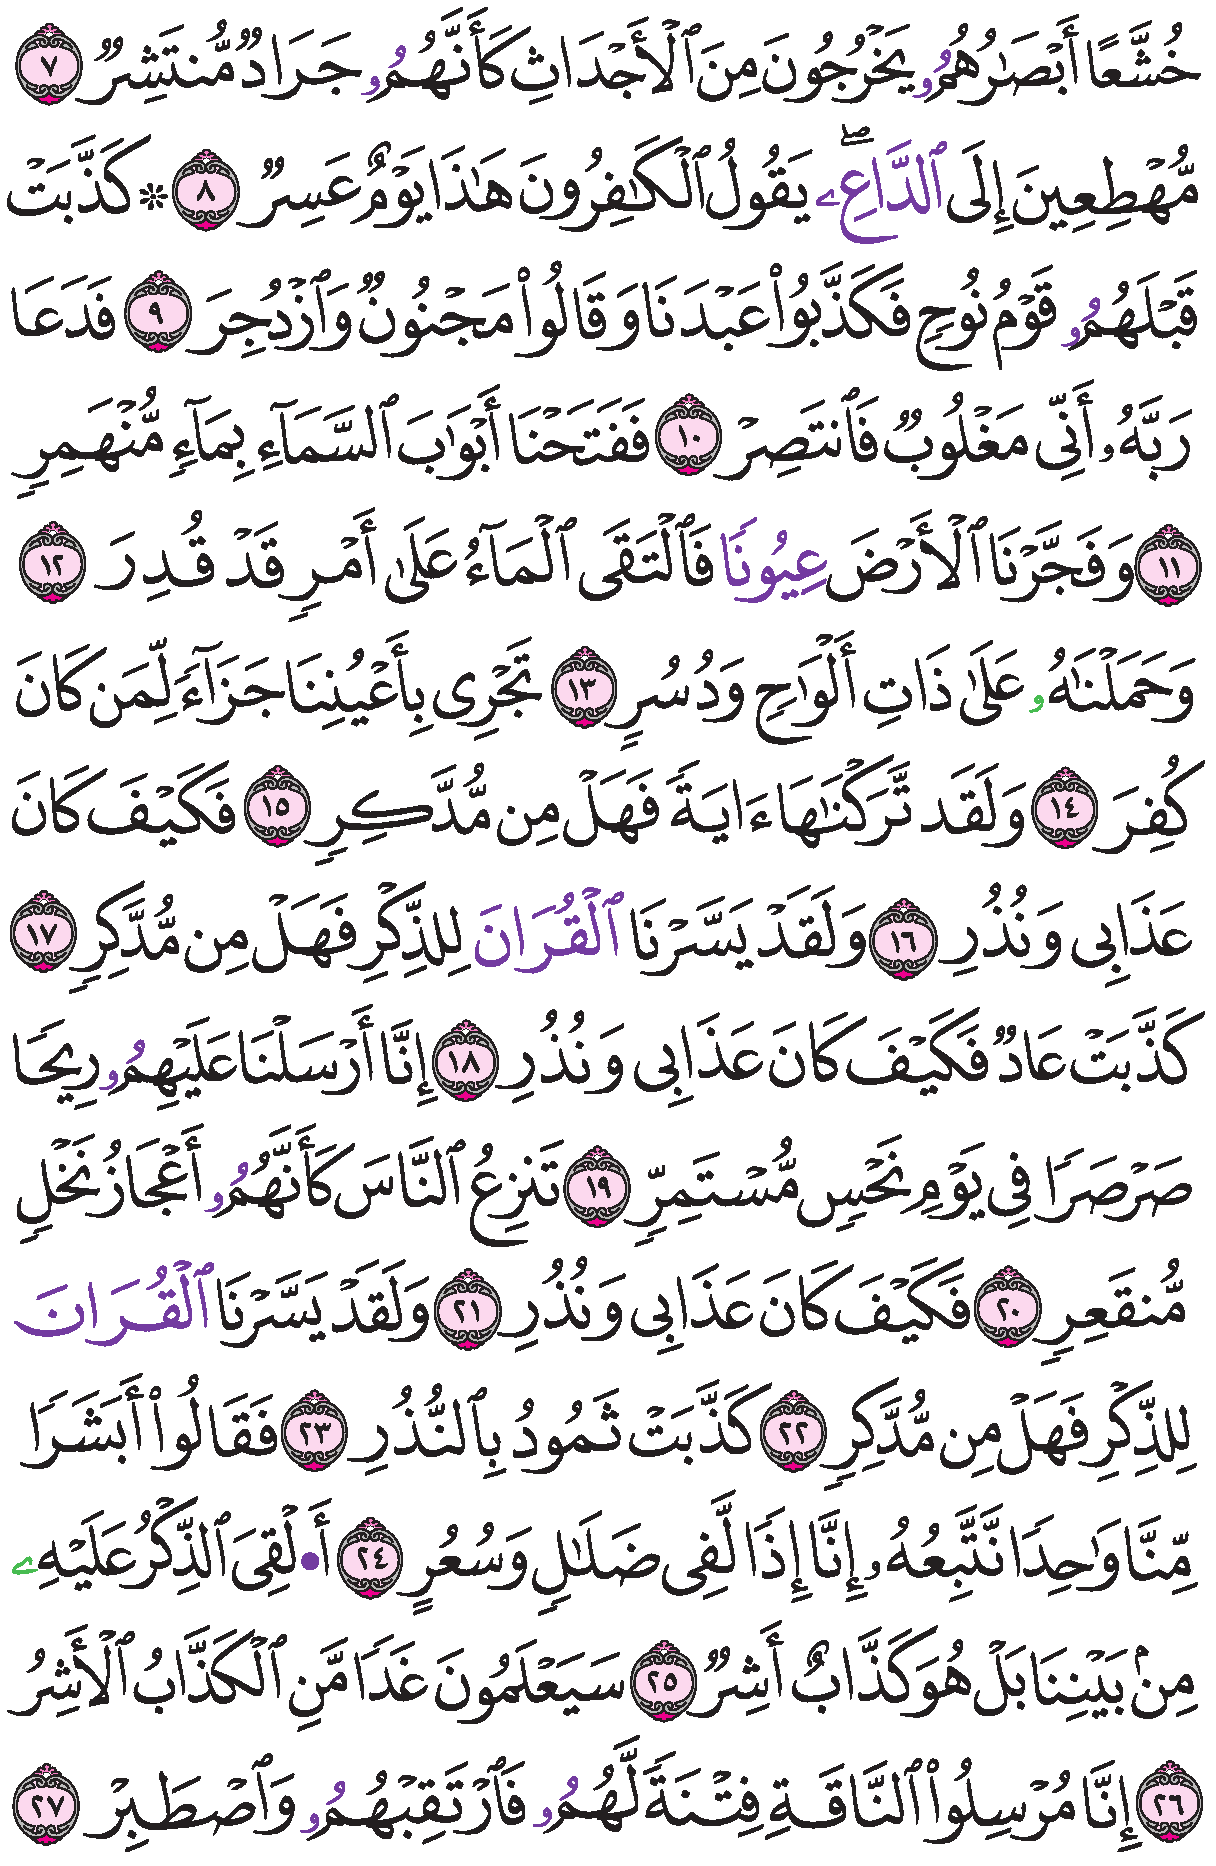 خُشَّعًا أَبْصَٰرُهُمُۥ يَخْرُجُونَ مِنَ ٱلْأَجْدَاثِ كَأَنَّهُمُۥ جَرَادٌ مُّنتَشِرٌ ٧
مُّهْطِعِينَ إِلَى ٱلدَّاعِۦ ۖ يَقُولُ ٱلْكَٰفِرُونَ هَٰذَا يَوْمٌ عَسِرٌ ٨ ۞ كَذَّبَتْ
قَبْلَهُمُۥ قَوْمُ نُوحٍ فَكَذَّبُوا۟ عَبْدَنَا وَقَالُوا۟ مَجْنُونٌ وَٱزْدُجِرَ ٩ فَدَعَا
رَبَّهُۥ أَنِّى مَغْلُوبٌ فَٱنتَصِرْ ١٠ فَفَتَحْنَا أَبْوَٰبَ ٱلسَّمَآءِ بِمَآءٍ مُّنْهَمِرٍ
١١ وَفَجَّرْنَا ٱلْأَرْضَ عِيُونًا فَٱلْتَقَى ٱلْمَآءُ عَلَىٰ أَمْرٍ قَدْ قُدِرَ ١٢
وَحَمَلْنَٰهُۥ عَلَىٰ ذَاتِ أَلْوَٰحٍ وَدُسُرٍ ١٣ تَجْرِى بِأَعْيُنِنَا جَزَآءً لِّمَن كَانَ
كُفِرَ ١٤ وَلَقَد تَّرَكْنَٰهَا ءَايَةً فَهَلْ مِن مُّدَّكِرٍ ١٥ فَكَيْفَ كَانَ
عَذَابِى وَنُذُرِ ١٦ وَلَقَدْ يَسَّرْنَا ٱلْقُرَانَ لِلذِّكْرِ فَهَلْ مِن مُّدَّكِرٍ ١٧
كَذَّبَتْ عَادٌ فَكَيْفَ كَانَ عَذَابِى وَنُذُرِ ١٨ إِنَّا أَرْسَلْنَا عَلَيْهِمُۥ رِيحًا
صَرْصَرًا فِى يَوْمِ نَحْسٍ مُّسْتَمِرٍّ ١٩ تَنزِعُ ٱلنَّاسَ كَأَنَّهُمُۥ أَعْجَازُ نَخْلٍ
مُّنقَعِرٍ ٢٠ فَكَيْفَ كَانَ عَذَابِى وَنُذُرِ ٢١ وَلَقَدْ يَسَّرْنَا ٱلْقُرَانَ
لِلذِّكْرِ فَهَلْ مِن مُّدَّكِرٍ ٢٢ كَذَّبَتْ ثَمُودُ بِٱلنُّذُرِ ٢٣ فَقَالُوا۟ أَبَشَرًا
مِّنَّا وَٰحِدًا نَّتَّبِعُهُۥ إِنَّا إِذًا لَّفِى ضَلَٰلٍ وَسُعُرٍ ٢٤ أَ•لْقِىَ ٱلذِّكْرُ عَلَيْهِۦ
مِنۢ بَيْنِنَا بَلْ هُوَ كَذَّابٌ أَشِرٌ ٢٥ سَيَعْلَمُونَ غَدًا مَّنِ ٱلْكَذَّابُ ٱلْأَشِرُ
٢٦ إِنَّا مُرْسِلُوا۟ ٱلنَّاقَةِ فِتْنَةً لَّهُمُۥ فَٱرْتَقِبْهُمُۥ وَٱصْطَبِرْ ٢٧